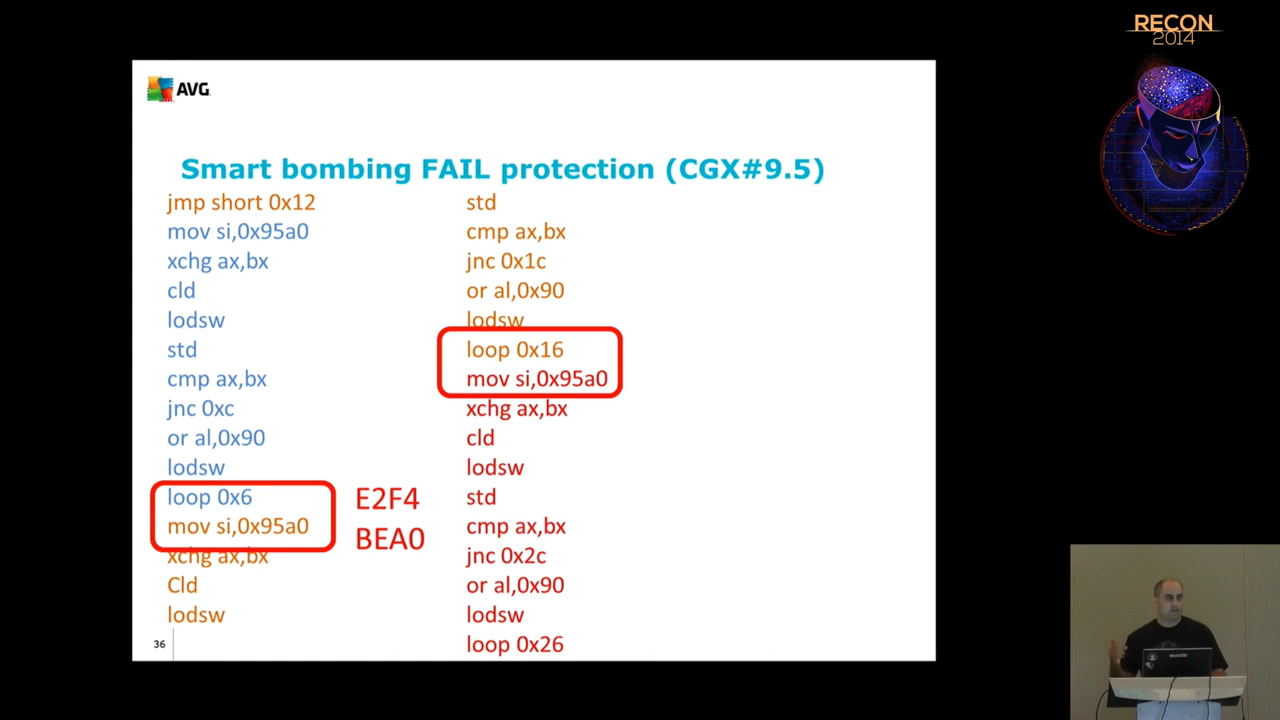 RECON
2014
AVG
Smart bombing FAIL protection (CGX#9.5)
jmp short 0x12
mov si,0x95a0
xchg ax,bx
cld
lodsw
std
cmp ax,bx
jnc 0xc
or al,0x90
lodsw
loop 0x6
mov si,0x95a0
xchg ax,bx
Cld
lodsw
E2F4
BEA0
std
cmp ax,bx
jnc 0x1c
or al,0x90
lodsw
loop 0x16
mov si,0x95a0
xchg ax,bx
cld
lodsw
std
cmp ax,bx
jnc 0x2c
or al,0x90
lodsw
loop 0x26
36